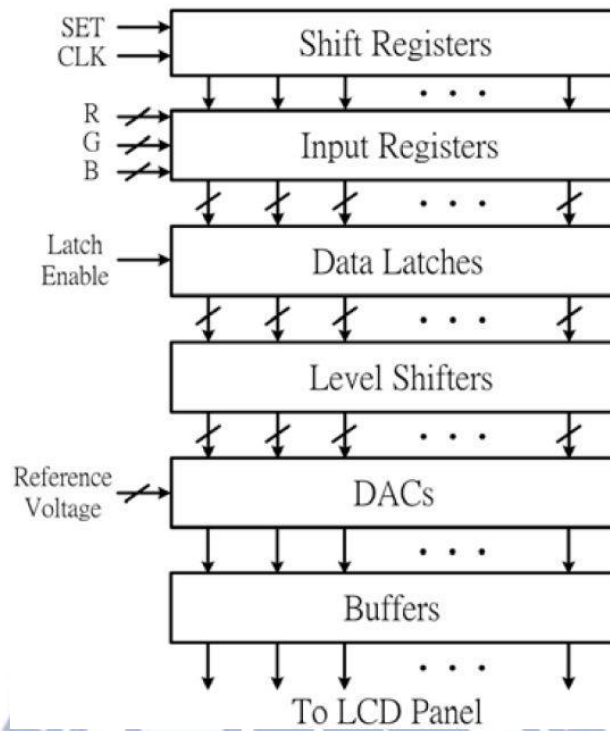 SET
CLK
Shift Registers
R
G
B
Input Registers
Latch
Enable
Data Latches
Level Shifters
Reference
Voltage
DACs
Buffers
To LCD Panel